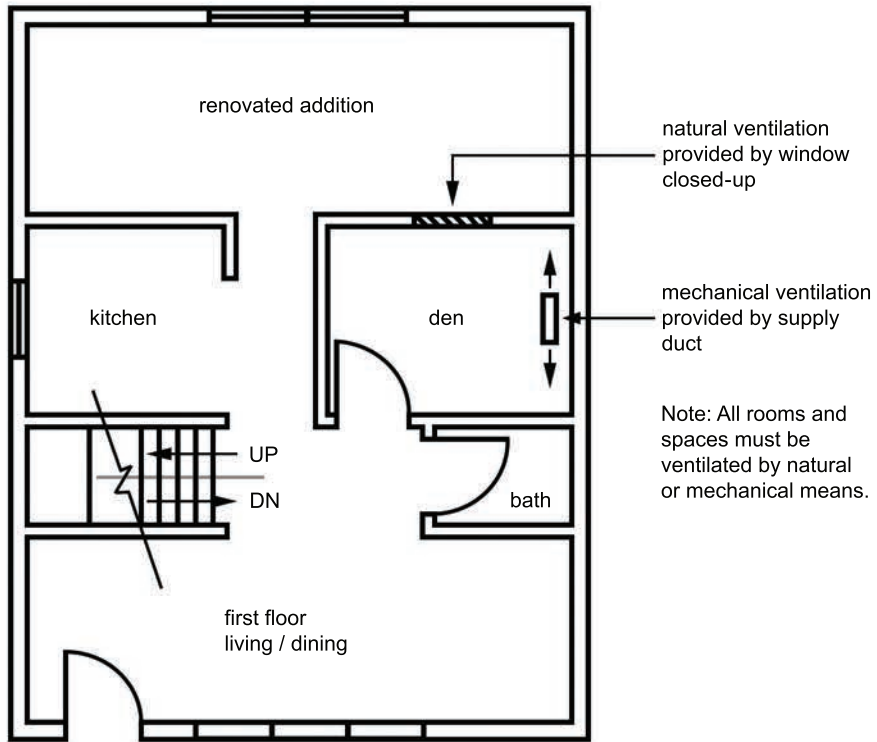 renovated addition
natural ventilation
provided by window
closed-up
kitchen
den
mechanical ventilation
provided by supply
duct
Note: All rooms and
spaces must be
ventilated by natural
or mechanical means.
UP
DN
bath
first floor
living / dining